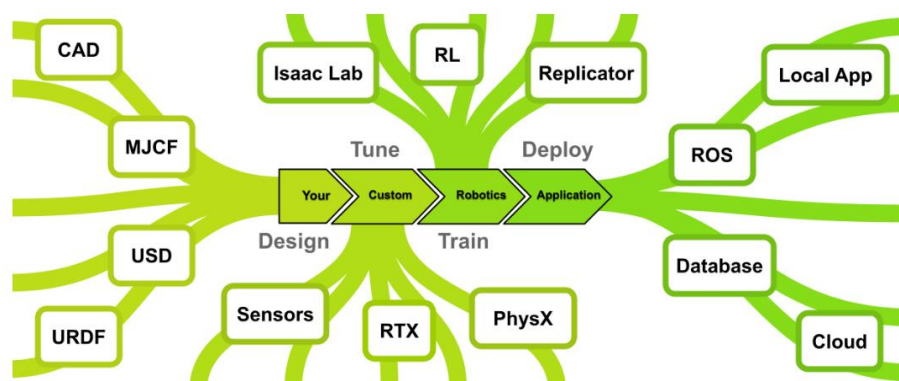 CAD
MJCF
USD
URDF
Isaac Lab
RL
Replicator
Tune
Deploy
Your Custom Robotics Application
Design
Train
Sensors
RTX
PhysX
Local App
ROS
Database
Cloud